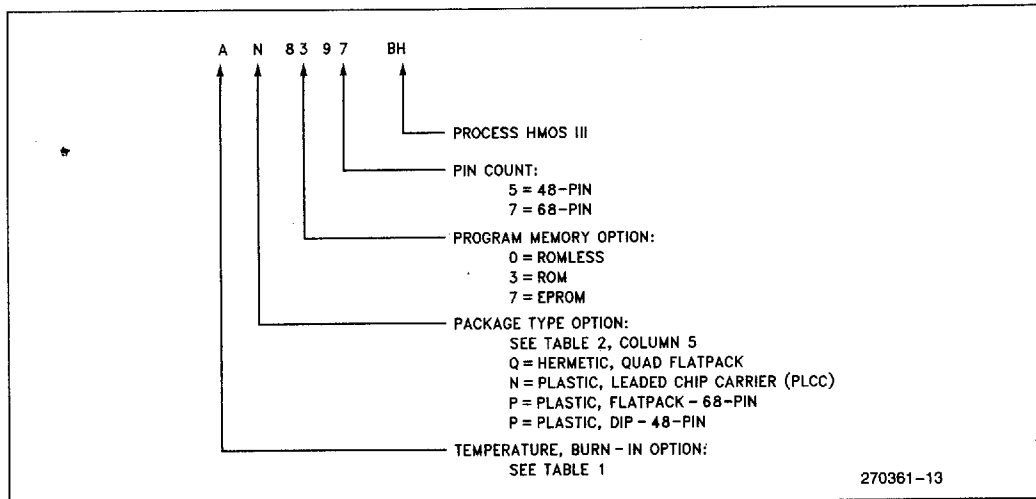 A N 8 3 9 7 BH
PROCESS HMOS III
PIN COUNT:
5 = 48-PIN
7 = 68-PIN
PROGRAM MEMORY OPTION:
0 = ROMLESS
3 = ROM
7 = EPROM
PACKAGE TYPE OPTION:
SEE TABLE 2, COLUMN 5
Q = HERMETIC, QUAD FLATPACK
N = PLASTIC, LEADED CHIP CARRIER (PLCC)
P = PLASTIC, FLATPACK - 68-PIN
P = PLASTIC, DIP - 48-PIN
TEMPERATURE, BURN-IN OPTION:
SEE TABLE 1
270361-13